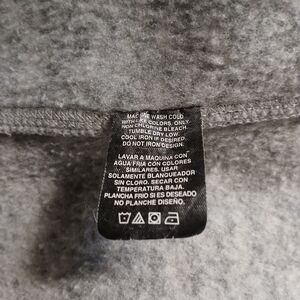 MACHINE WASH COLD
WITH LIKE COLORS, ONLY
NON CHLORINE BLEACH.
TUMBLE DRY LOW
COOL IRON IF DESIRED.
DO NOT IRON DESIGN.
LAVAR A MAQUINA CON
AGUA FRIA CON COLORES
SIMILARES. USAR
SOLAMENTE BLANQUEADOR
SIN CLORO. SECAR CON
TEMPERATURA BAJA.
PLANCHA FRIO SI ES DESEADO
NO PLANCHE DISEÑO.